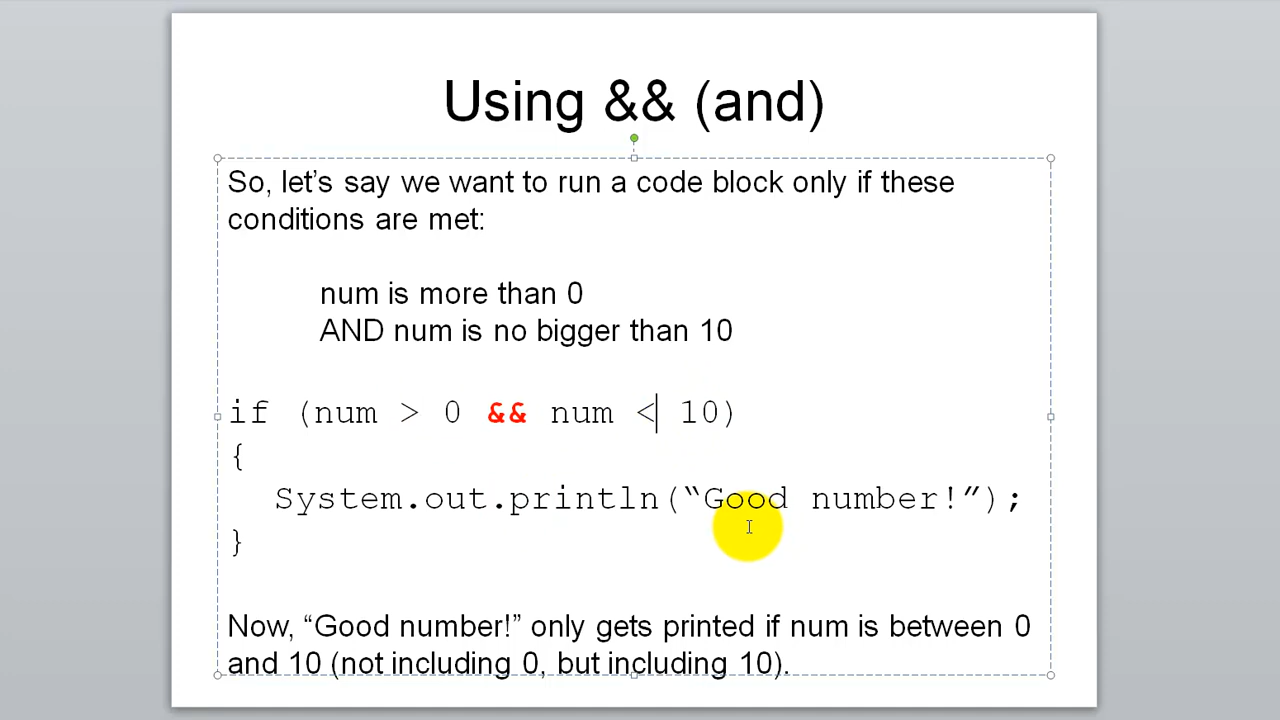 Using && (and)
So, let's say we want to run a code block only if these
conditions are met:
num is more than 0
AND num is no bigger than 10
if (num > 0 && num < 10)
{
System.out.println(“Good number!”);
}
Now, “Good number!” only gets printed if num is between 0
and 10 (not including 0, but including 10).